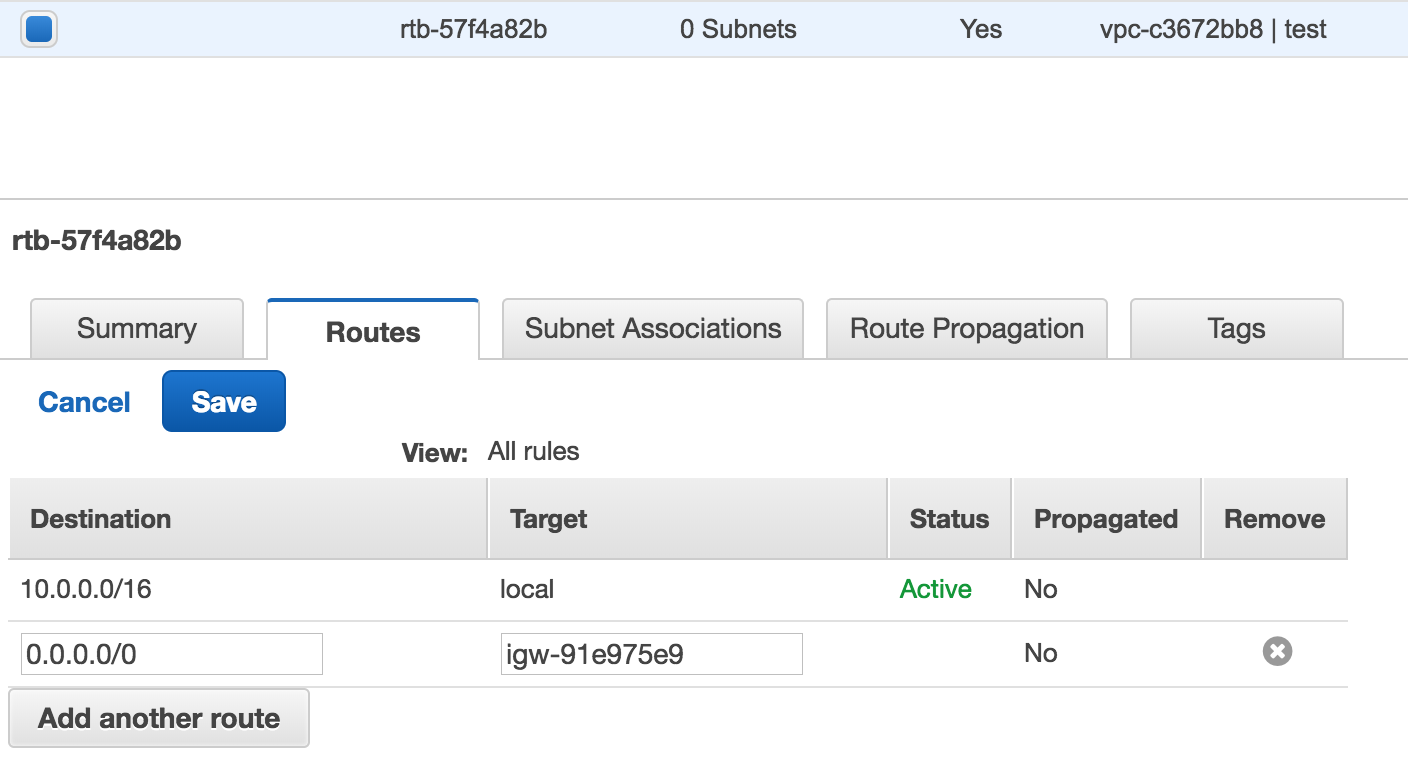 rtb-57f4a82b 0 Subnets Yes vpc-c3672bb8 | test
rtb-57f4a82b
Summary Routes Subnet Associations Route Propagation Tags
Cancel Save
View: All rules
Destination Target Status Propagated Remove
10.0.0.0/16 local Active No
0.0.0.0/0 igw-91e975e9 No
Add another route